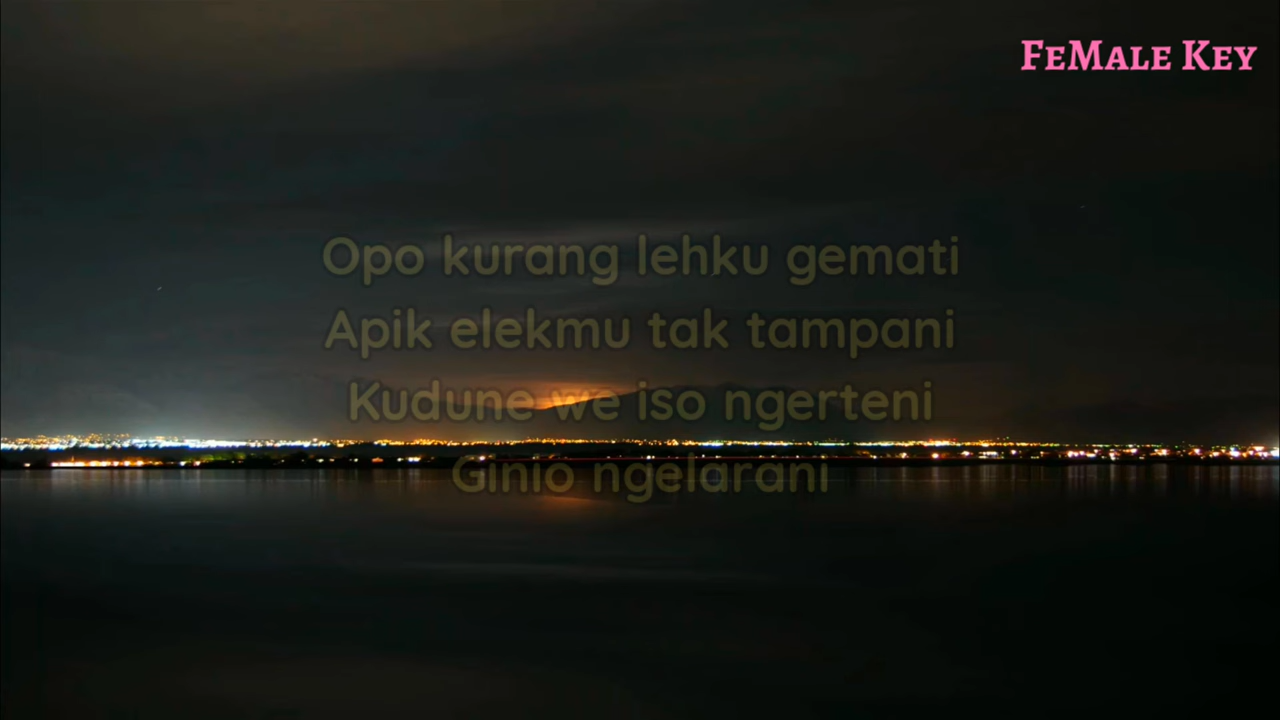 FeMale Key
Opo kurang lehku gemati
Apik elekmu tak tampani
Kudune we iso ngerteni
Ginio ngelarani